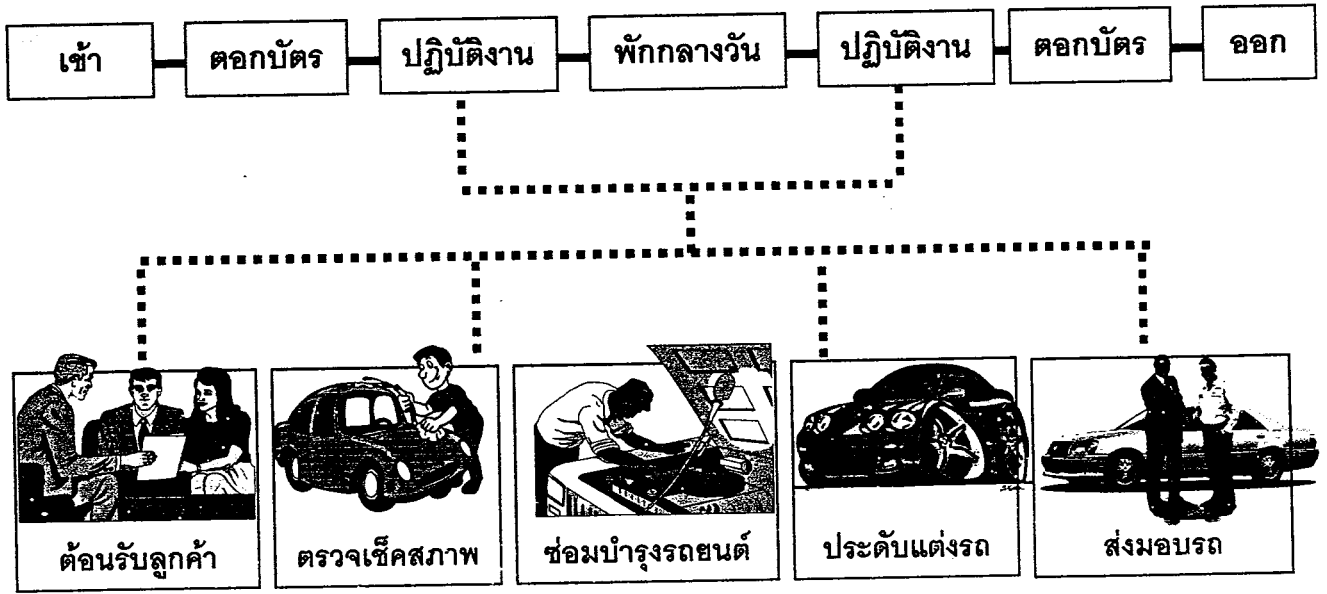 เข้า
ตอกบัตร
ปฏิบัติงาน
พักกลางวัน
ปฏิบัติงาน
ตอกบัตร
ออก
ต้อนรับลูกค้า
ตรวจเช็คสภาพ
ซ่อมบำรุงรถยนต์
ประดับแต่งรถ
ส่งมอบรถ